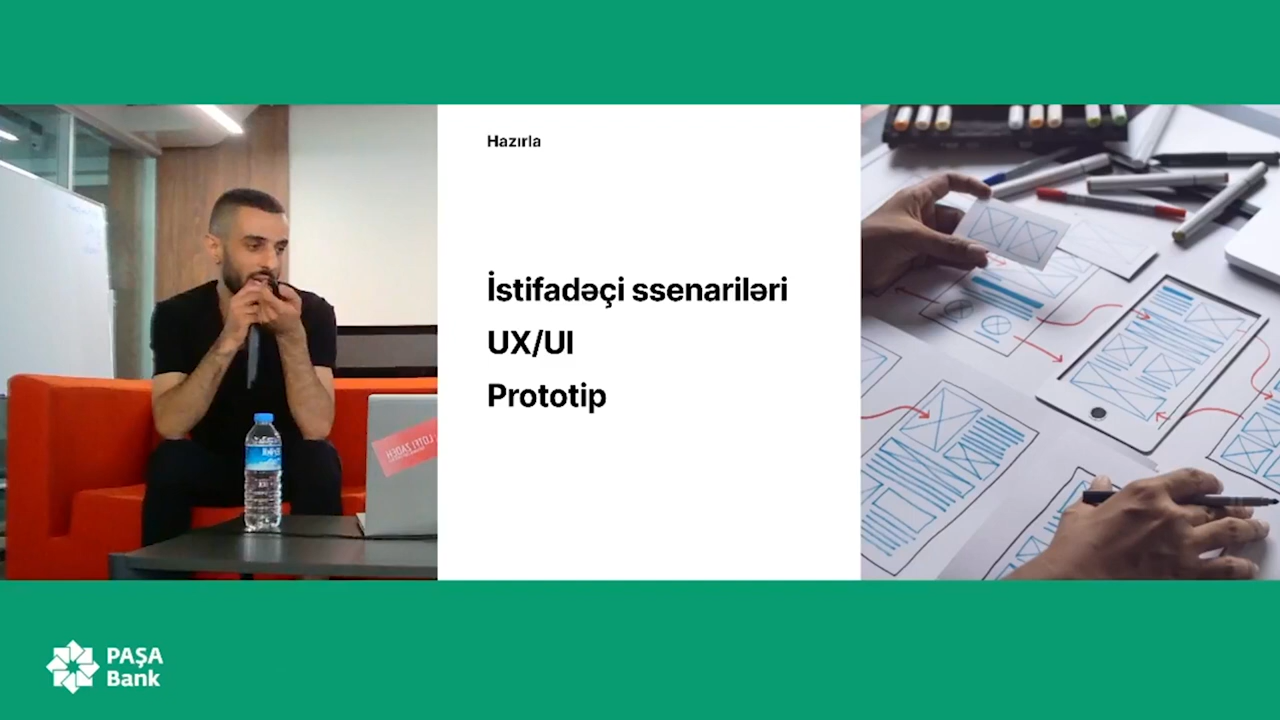 Hazırla
İstifadəçi ssenariləri
UX/UI
Prototip
PAŞA
Bank